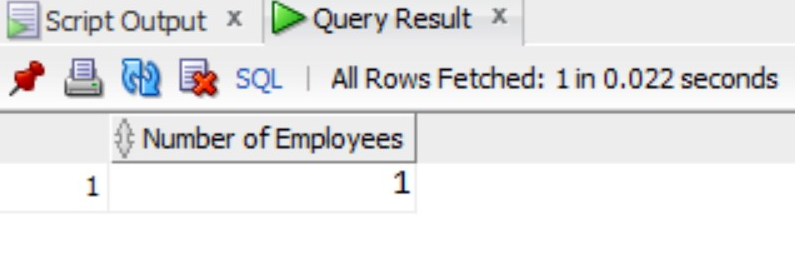 Script Output x Query Result x
SQL | All Rows Fetched: 1 in 0.022 seconds
Number of Employees
1 1